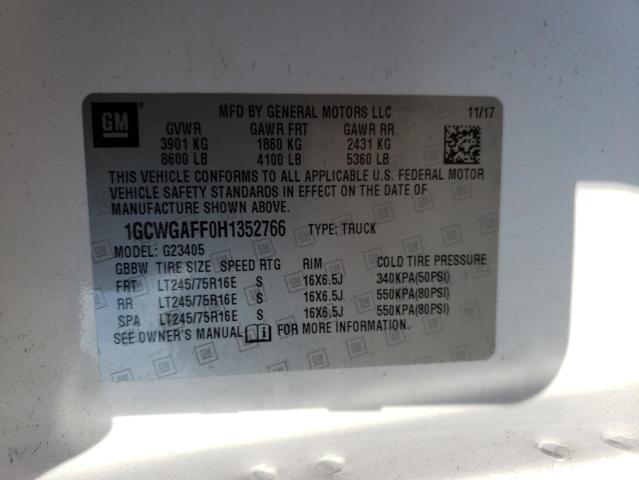 GM
MFD BY GENERAL MOTORS LLC 11/17
GVWR GAWR FRT GAWR RR
3901 KG 1860 KG 2431 KG
8600 LB 4100 LB 5360 LB
THIS VEHICLE CONFORMS TO ALL APPLICABLE U.S. FEDERAL MOTOR
VEHICLE SAFETY STANDARDS IN EFFECT ON THE DATE OF
MANUFACTURE SHOWN ABOVE.
1GCWGAFF0H1352766 TYPE: TRUCK
MODEL: G23405
GBBW TIRE SIZE SPEED RTG RIM COLD TIRE PRESSURE
FRT LT245/75R16E S 16X6.5J 340KPA(50PSI)
RR LT245/75R16E S 16X6.5J 550KPA(80PSI)
SPA LT245/75R16E S 16X6.5J 550KPA(80PSI)
SEE OWNER'S MANUAL i FOR MORE INFORMATION.